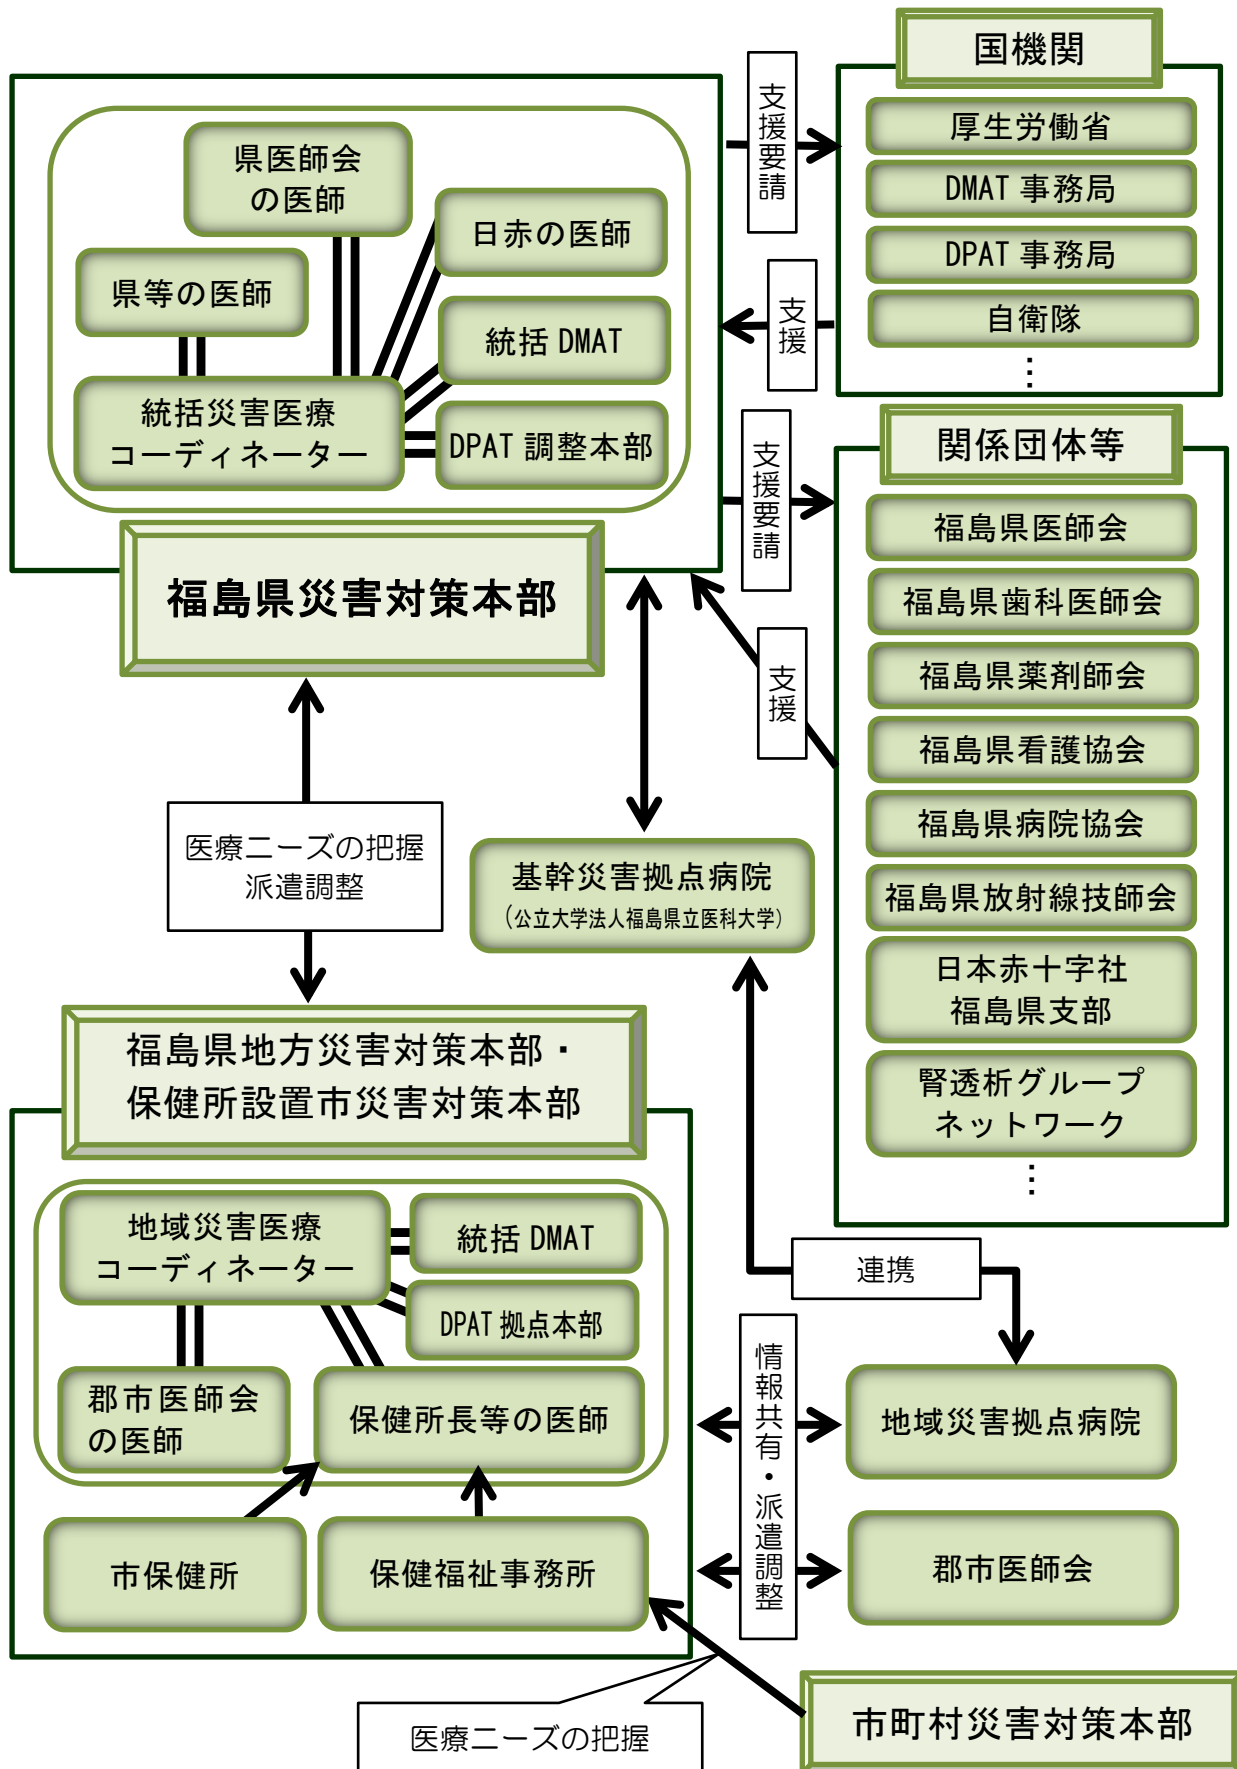 国機関
厚生労働省
DMAT 事務局
DPAT 事務局
自衛隊
…
支援要請
支援
県医師会
の医師
日赤の医師
県等の医師
統括 DMAT
統括災害医療
コーディネーター
DPAT 調整本部
福島県災害対策本部
関係団体等
福島県医師会
福島県歯科医師会
福島県薬剤師会
福島県看護協会
福島県病院協会
福島県放射線技師会
日本赤十字社
福島県支部
腎透析グループ
ネットワーク
…
支援要請
支援
医療ニーズの把握
派遣調整
基幹災害拠点病院
(公立大学法人福島県立医科大学)
福島県地方災害対策本部・
保健所設置市災害対策本部
地域災害医療
コーディネーター
統括 DMAT
DPAT 拠点本部
郡市医師会
の医師
保健所長等の医師
市保健所
保健福祉事務所
連携
情報共有・派遣調整
地域災害拠点病院
郡市医師会
医療ニーズの把握
市町村災害対策本部